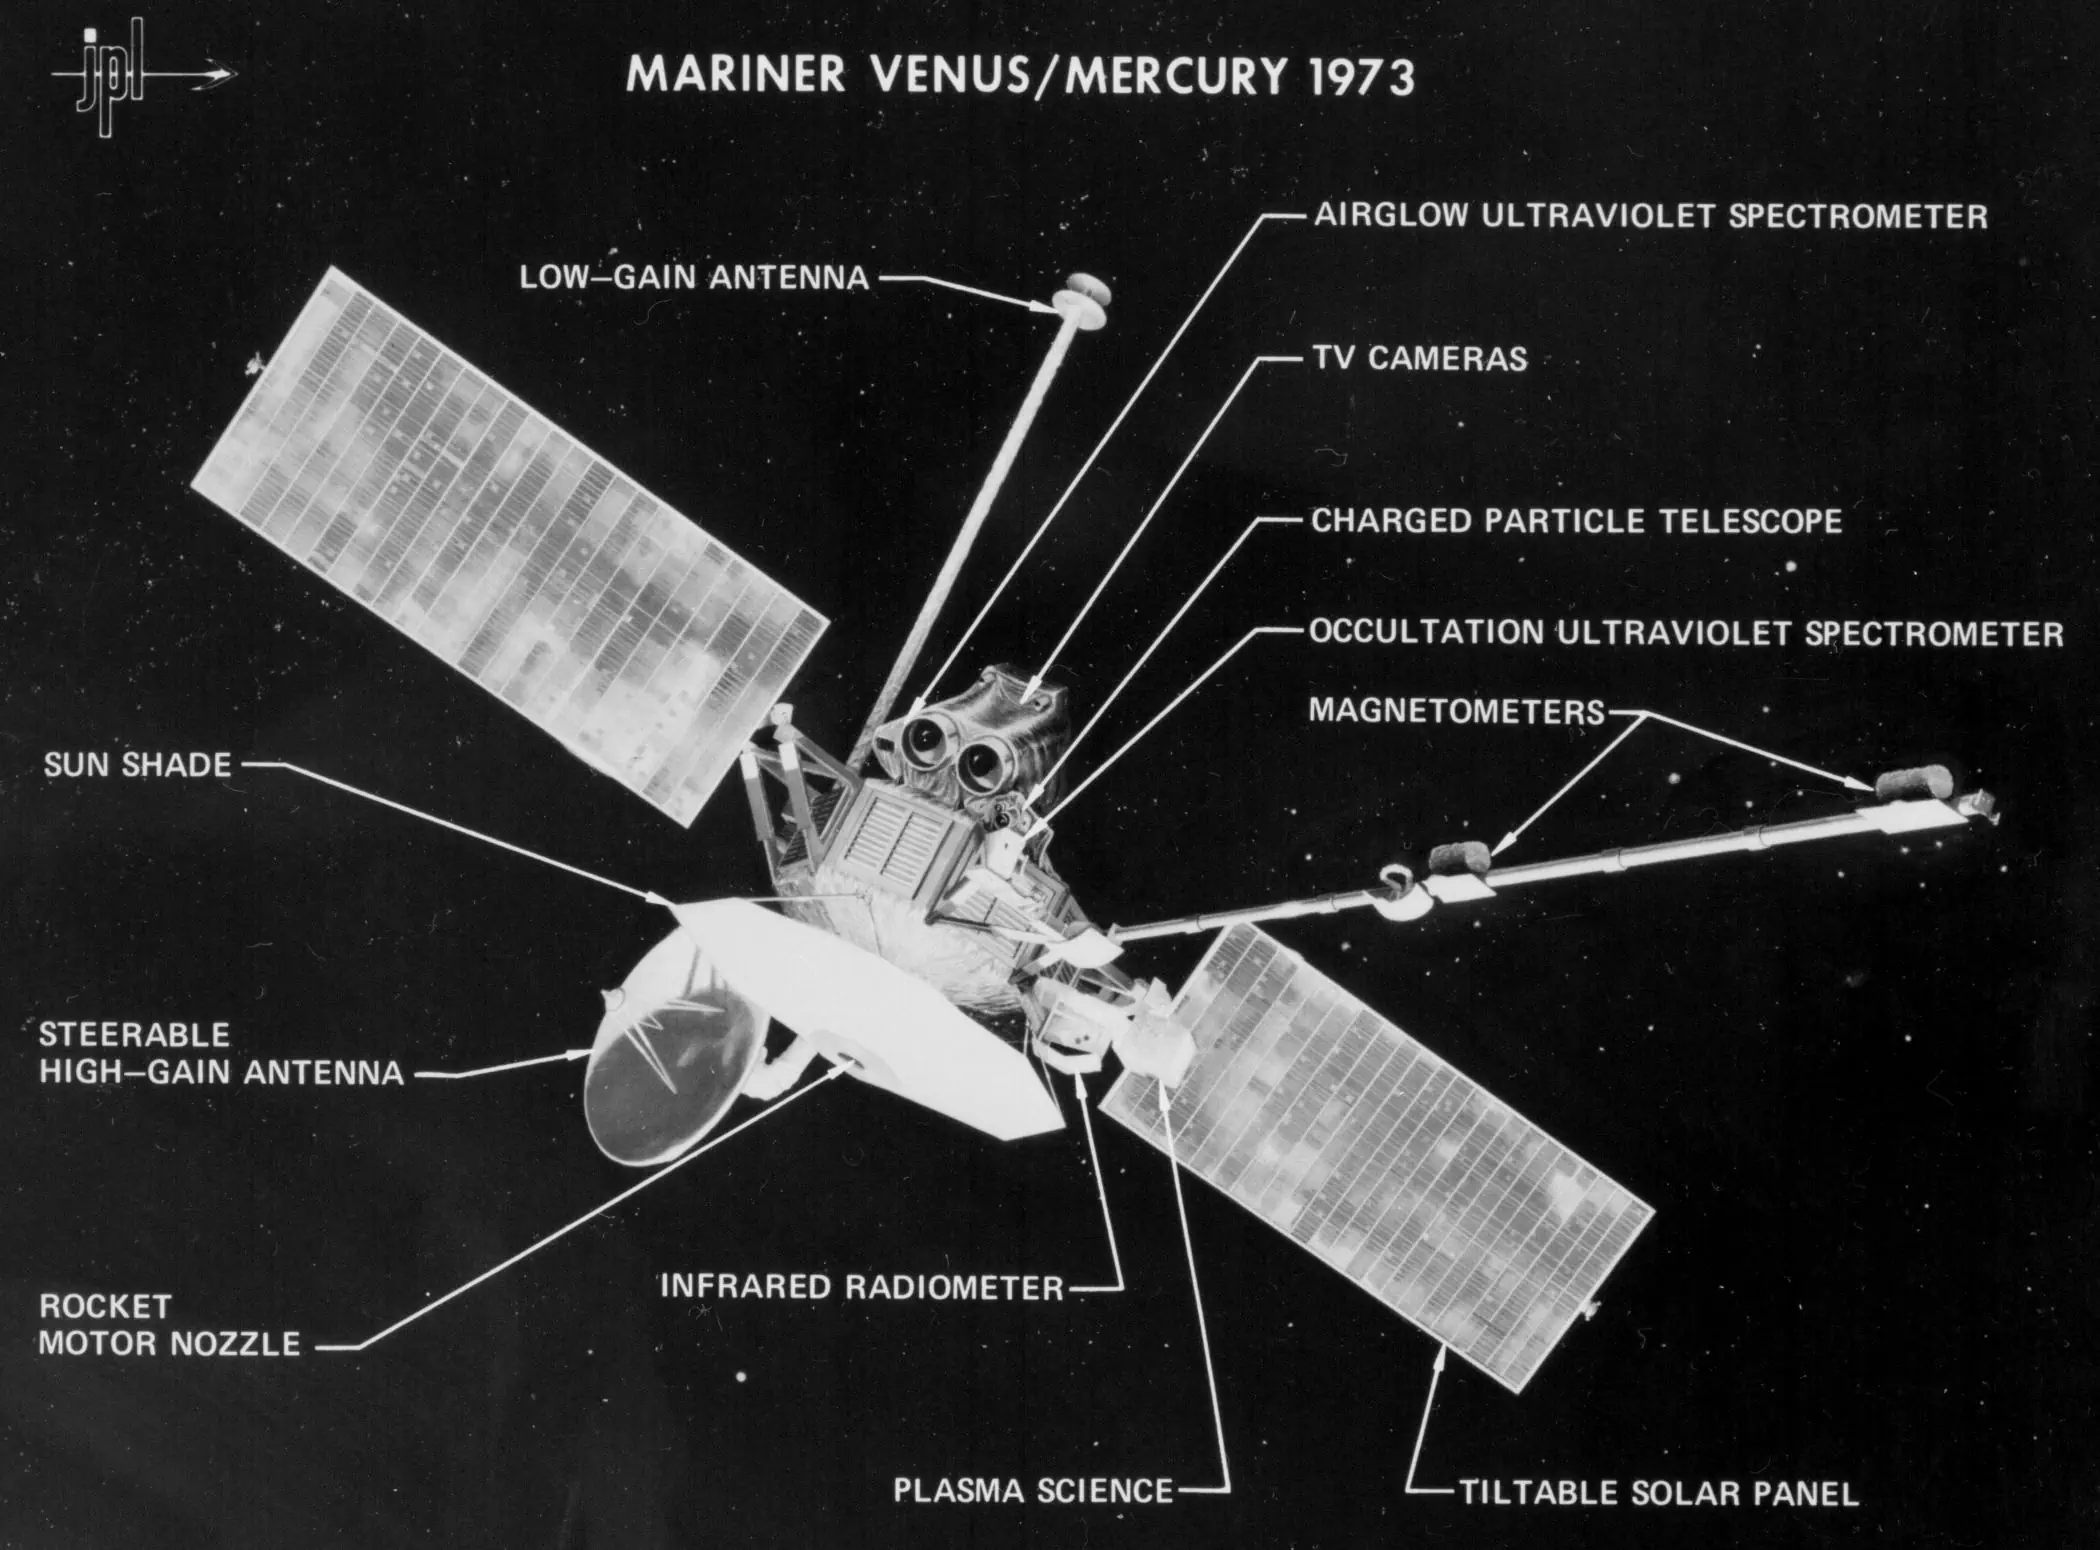 jpl
MARINER VENUS/MERCURY 1973
AIRGLOW ULTRAVIOLET SPECTROMETER
LOW–GAIN ANTENNA
TV CAMERAS
CHARGED PARTICLE TELESCOPE
OCCULTATION ULTRAVIOLET SPECTROMETER
MAGNETOMETERS
SUN SHADE
STEERABLE
HIGH–GAIN ANTENNA
INFRARED RADIOMETER
ROCKET
MOTOR NOZZLE
PLASMA SCIENCE
TILTABLE SOLAR PANEL